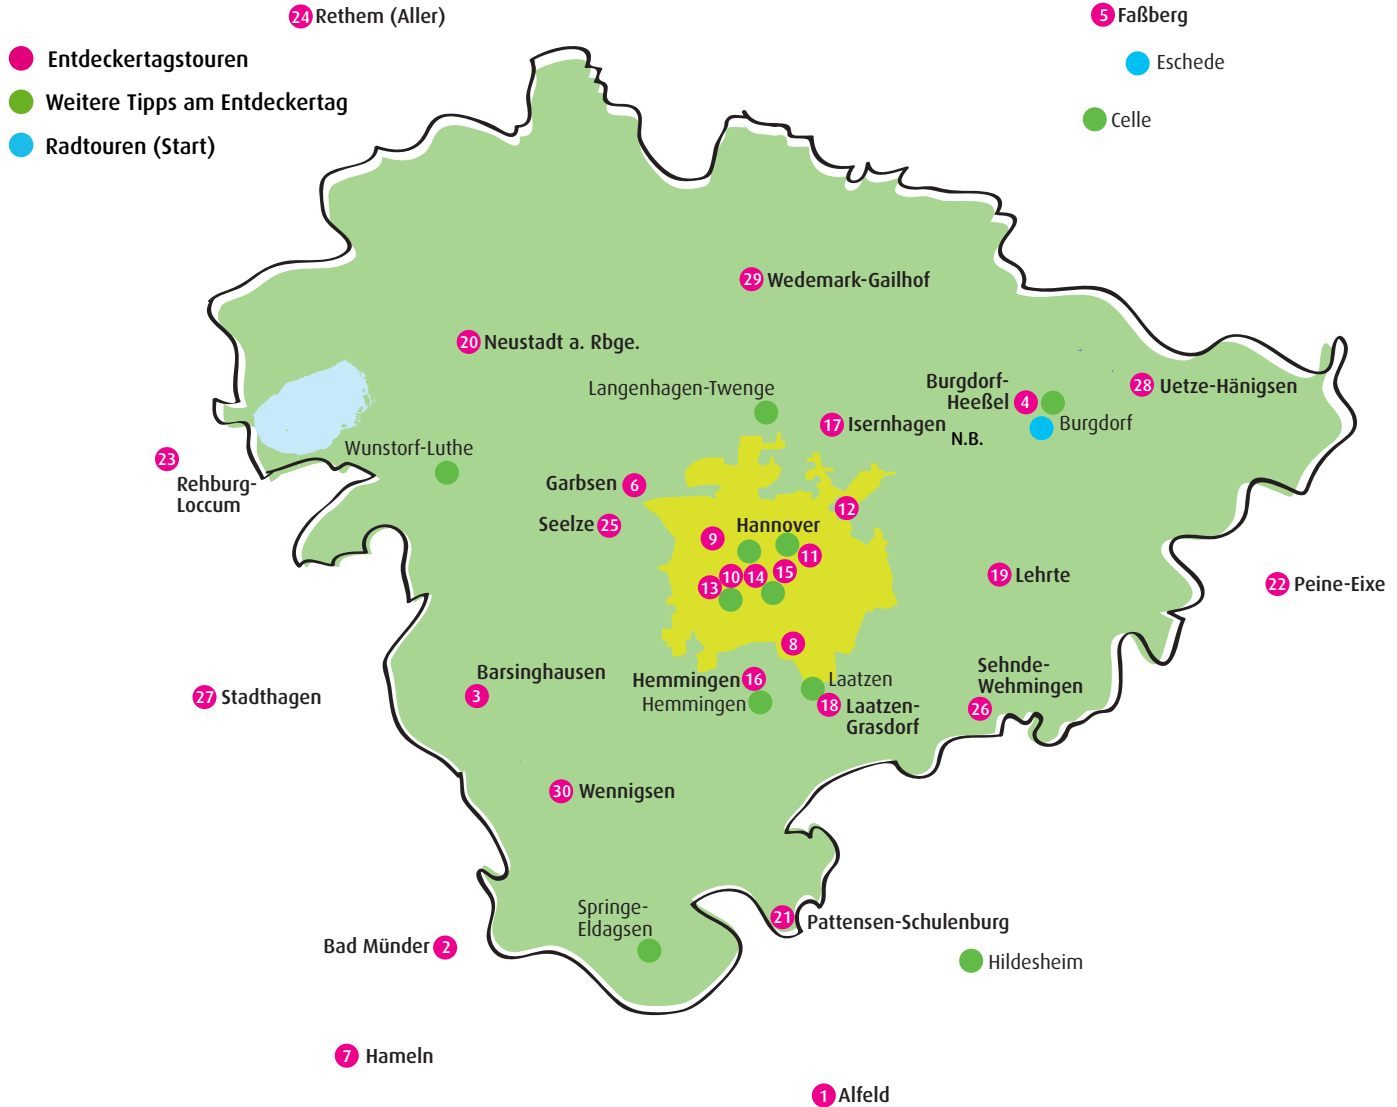 24 Rethem (Aller)
5 Faßberg
Entdeckertagstouren
Eschede
Weitere Tipps am Entdeckertag
Celle
Radtouren (Start)
29 Wedemark-Gailhof
20 Neustadt a. Rbge.
Langenhagen-Twenge
Burgdorf-
Heeßel 4
28 Uetze-Hänigsen
17 Isernhagen
N.B.
Burgdorf
Wunstorf-Luthe
23
Rehburg-
Loccum
Garbsen 6
12
Seelze 25
Hannover
9
11
10
14
15
13
19 Lehrte
22 Peine-Eixe
8
Barsinghausen
3
Hemmingen 16
Hemmingen
Laatzen
18 Laatzen-
Grasdorf
Sehnde-
Wehmingen
26
27 Stadthagen
30 Wennigsen
Springe-
Eldagsen
21 Pattensen-Schulenburg
Bad Münder 2
Hildesheim
7 Hameln
1 Alfeld